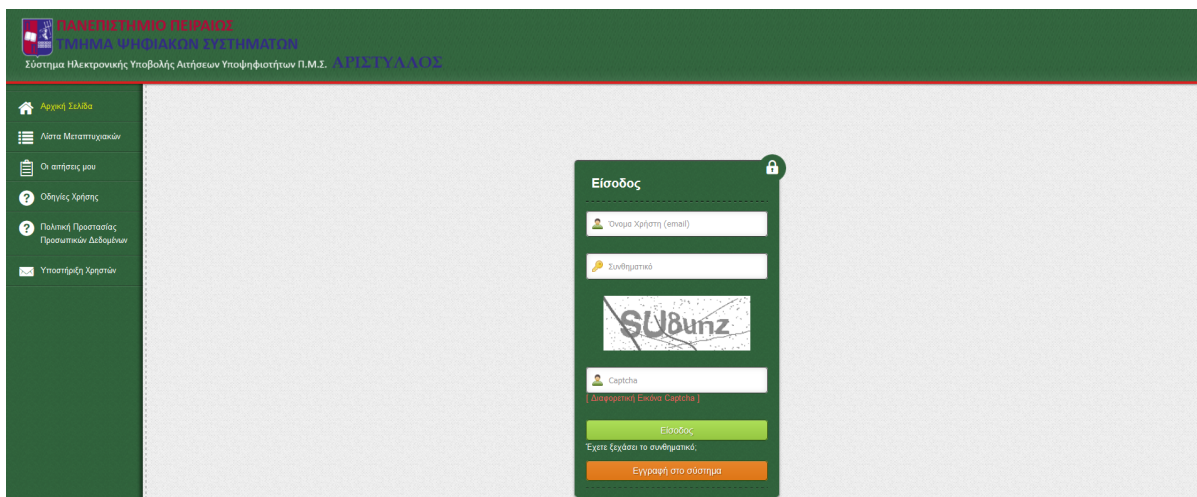 ΠΑΝΕΠΙΣΤΗΜΙΟ ΠΕΙΡΑΙΩΣ
ΤΜΗΜΑ ΨΗΦΙΑΚΩΝ ΣΥΣΤΗΜΑΤΩΝ
Σύστημα Ηλεκτρονικής Υποβολής Αιτήσεων Υποψηφιοτήτων Π.Μ.Σ. ΑΡΙΣΤΥΛΛΟΣ
Αρχική Σελίδα
Λίστα Μεταπτυχιακών
Οι αιτήσεις μου
Οδηγίες Χρήσης
Πολιτική Προστασίας
Προσωπικών Δεδομένων
Υποστήριξη Χρηστών
Είσοδος
Όνομα Χρήστη (email)
Συνθηματικό
SU8unz
Captcha
[ Διαφορετική Εικόνα Captcha ]
Είσοδος
Έχετε ξεχάσει το συνθηματικό;
Εγγραφή στο σύστημα